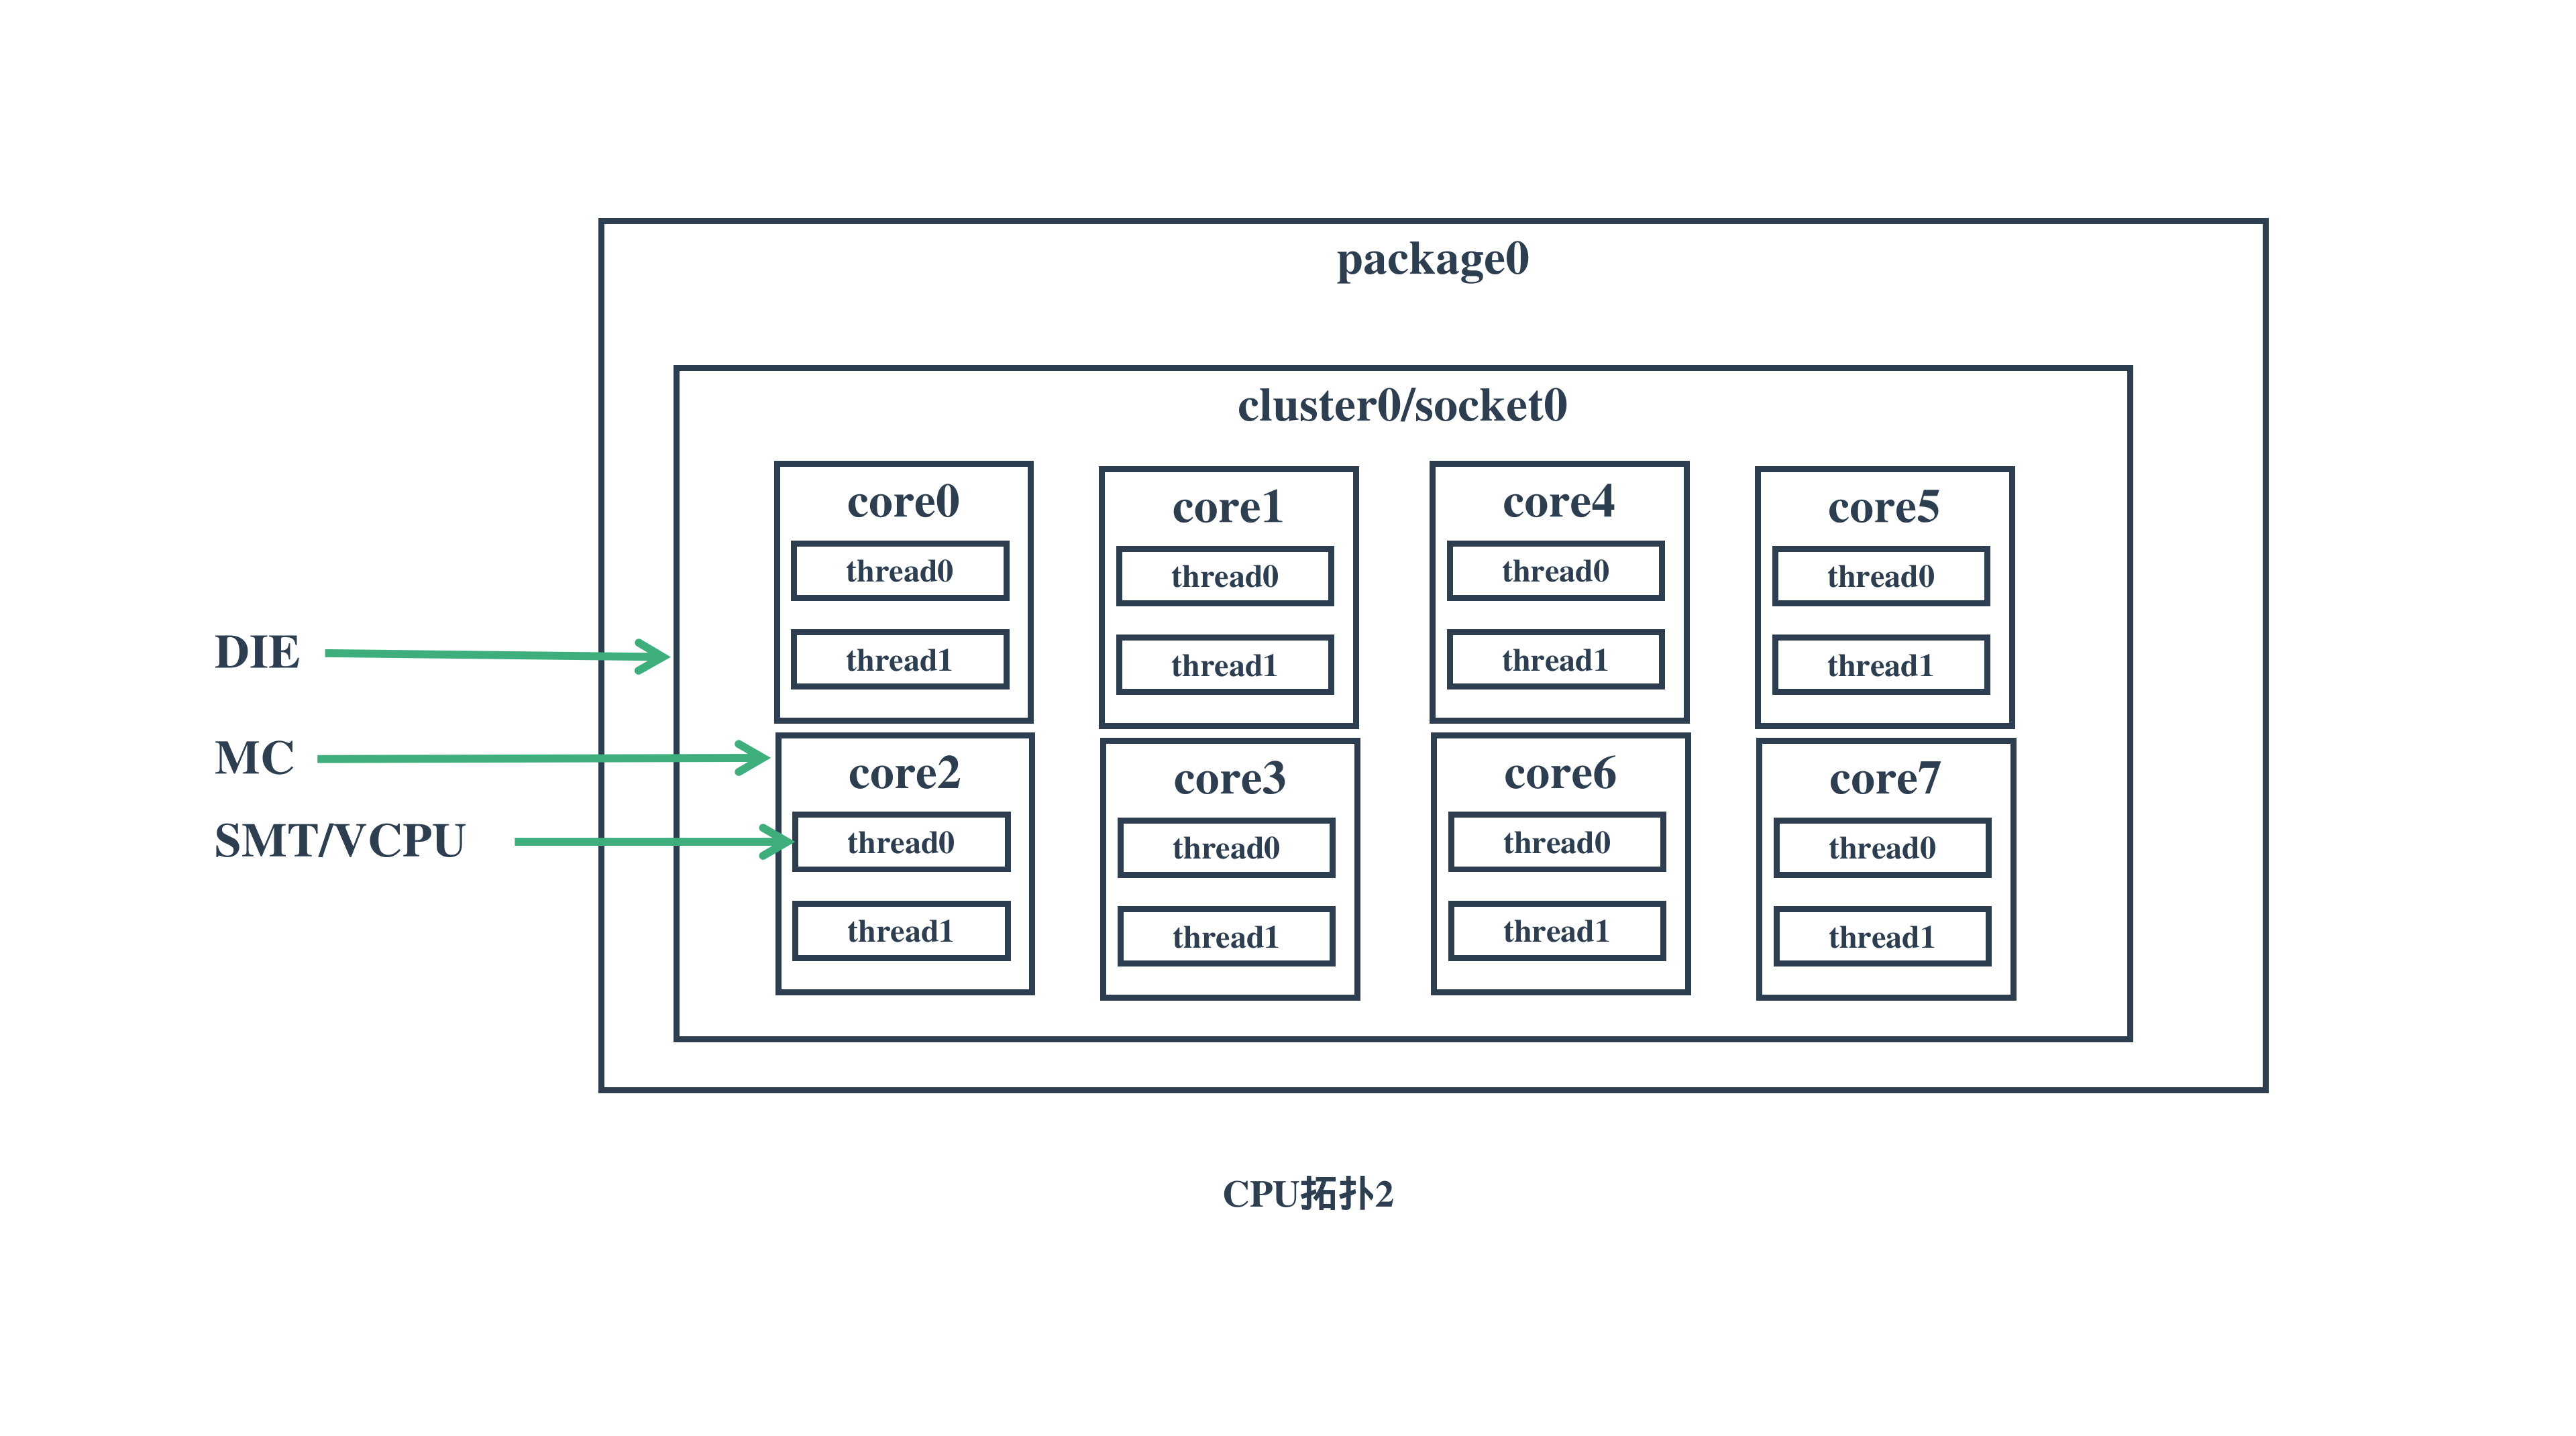 package0
cluster0/socket0
core0
thread0
thread1
core1
thread0
thread1
core4
thread0
thread1
core5
thread0
thread1
DIE
MC
SMT/VCPU
core2
thread0
thread1
core3
thread0
thread1
core6
thread0
thread1
core7
thread0
thread1
CPU拓扑2